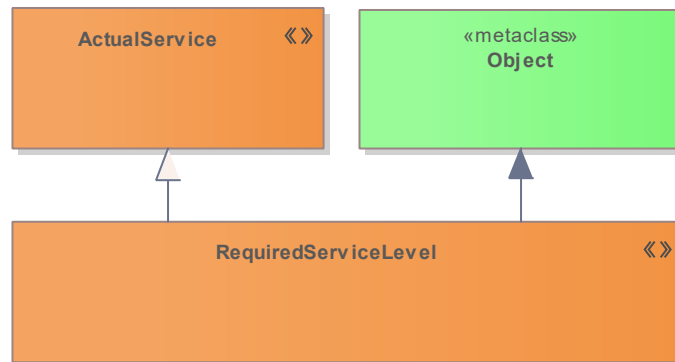 ActualService «»
«metaclass»
Object
RequiredServiceLevel «»